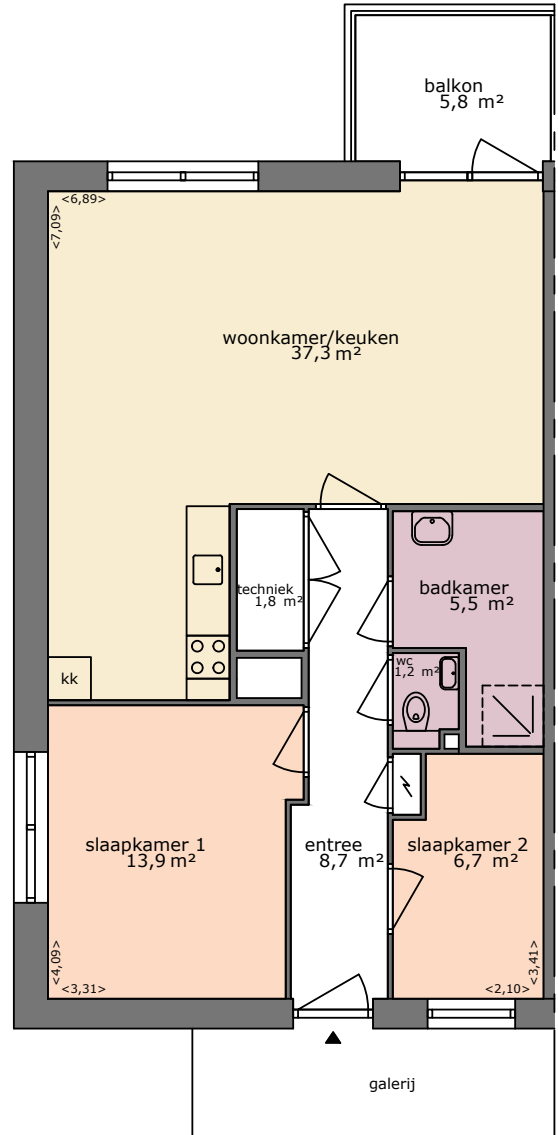 balkon
5,8 m²
<6,89>
<7,09>
woonkamer/keuken
37,3 m²
techniek
1,8 m²
badkamer
5,5 m²
wc
1,2 m²
kk
slaapkamer 1
13,9 m²
entree
8,7 m²
slaapkamer 2
6,7 m²
<4,09>
<3,31>
<3,41>
<2,10>
galerij